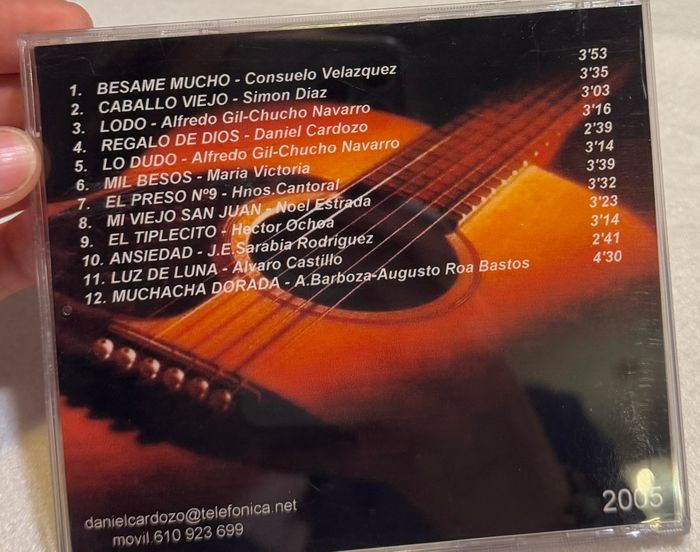 1. BESAME MUCHO - Consuelo Velazquez 3'53
2. CABALLO VIEJO - Simon Diaz 3'35
3. LODO - Alfredo Gil-Chucho Navarro 3'03
4. REGALO DE DIOS - Daniel Cardozo 3'16
5. LO DUDO - Alfredo Gil-Chucho Navarro 2'39
6. MIL BESOS - Maria Victoria 3'14
7. EL PRESO Nº9 - Hnos.Cantoral 3'39
8. MI VIEJO SAN JUAN - Noel Estrada 3'32
9. EL TIPLECITO - Hector Ochoa 3'23
10. ANSIEDAD - J.E.Sarabia Rodriguez 3'14
11. LUZ DE LUNA - Alvaro Castillo 2'41
12. MUCHACHA DORADA - A.Barboza-Augusto Roa Bastos 4'30
danielcardozo@telefonica.net
movil.610 923 699
2005